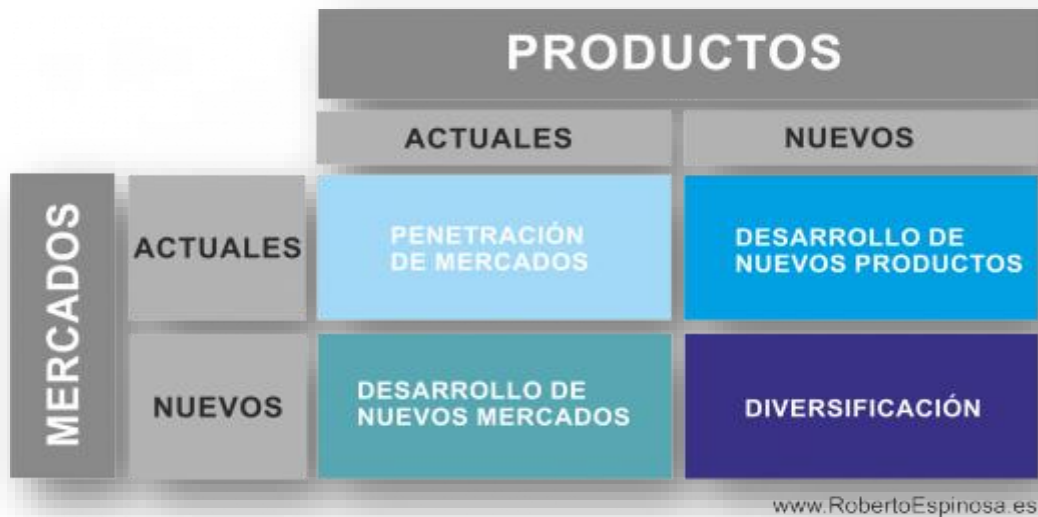 PRODUCTOS
ACTUALES
NUEVOS
MERCADOS
ACTUALES
PENETRACIÓN
DE MERCADOS
DESARROLLO DE
NUEVOS PRODUCTOS
NUEVOS
DESARROLLO DE
NUEVOS MERCADOS
DIVERSIFICACIÓN
www.RobertoEspinosa.es